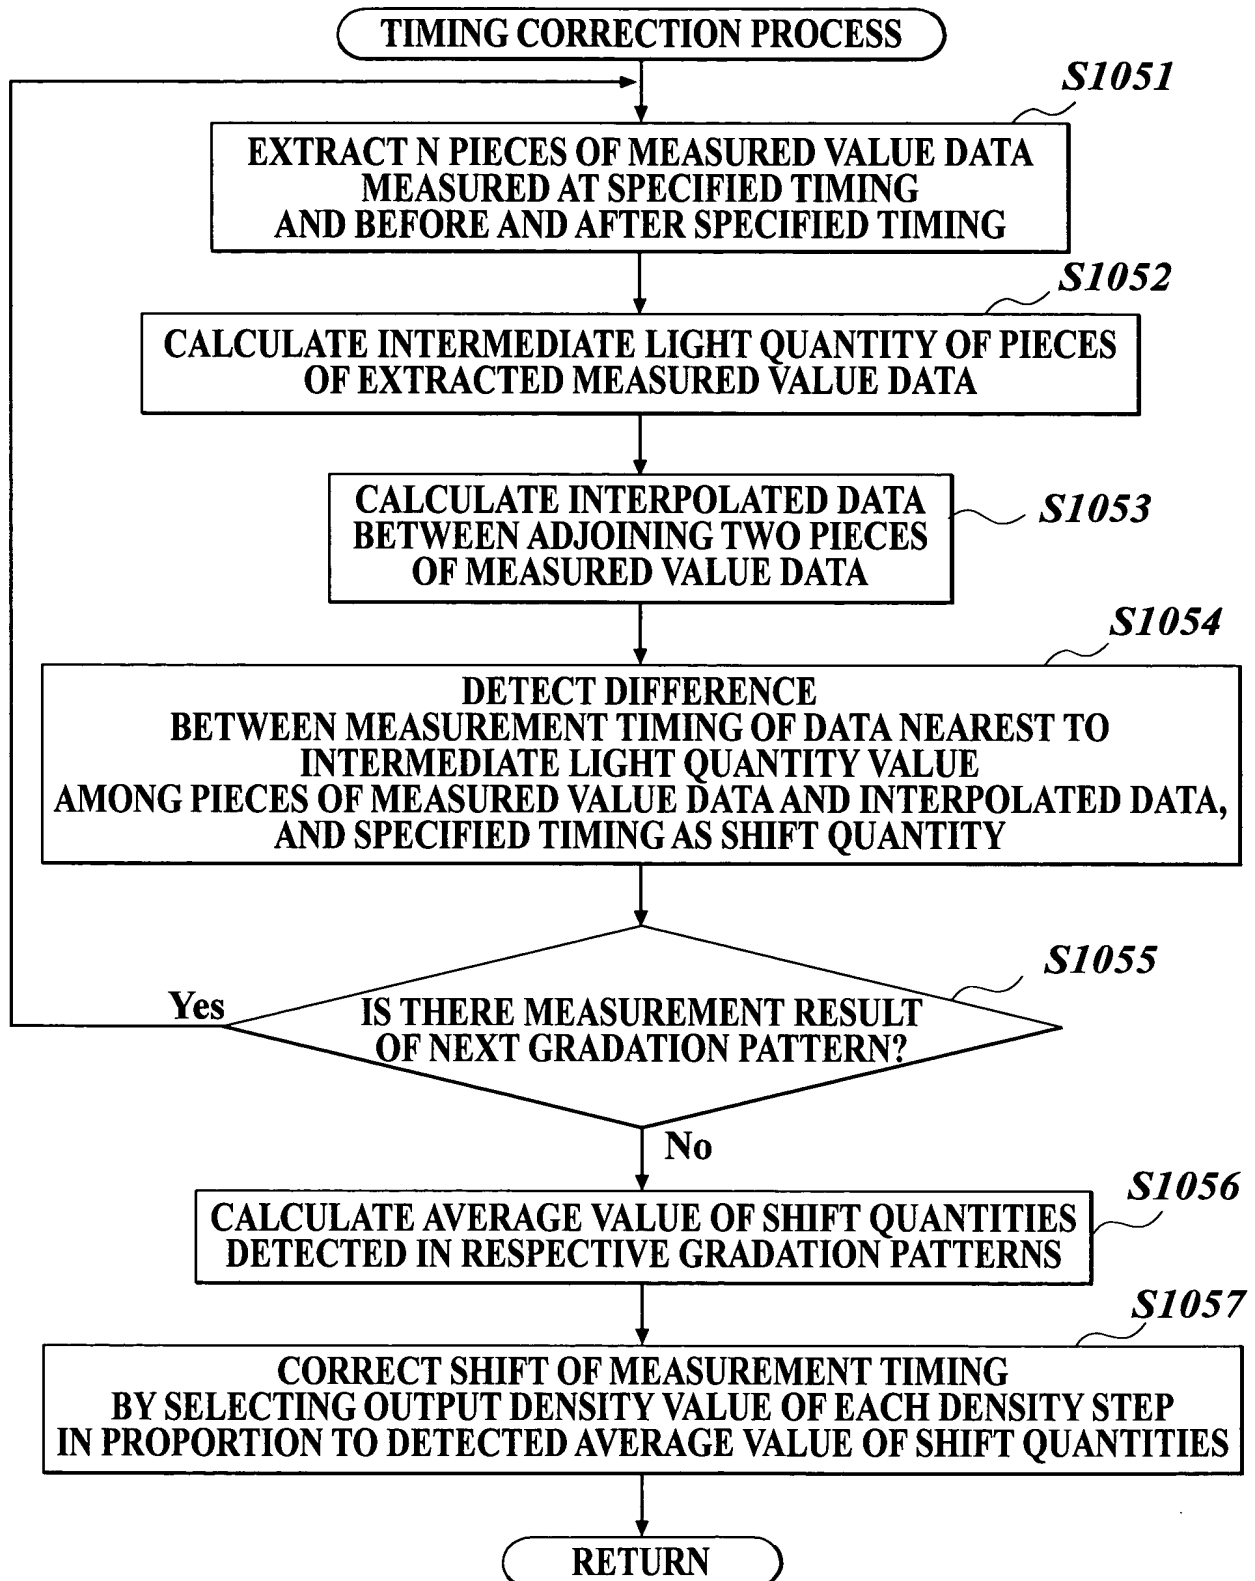 TIMING CORRECTION PROCESS
S1051
EXTRACT N PIECES OF MEASURED VALUE DATA
MEASURED AT SPECIFIED TIMING
AND BEFORE AND AFTER SPECIFIED TIMING
S1052
CALCULATE INTERMEDIATE LIGHT QUANTITY OF PIECES
OF EXTRACTED MEASURED VALUE DATA
S1053
CALCULATE INTERPOLATED DATA
BETWEEN ADJOINING TWO PIECES
OF MEASURED VALUE DATA
S1054
DETECT DIFFERENCE
BETWEEN MEASUREMENT TIMING OF DATA NEAREST TO
INTERMEDIATE LIGHT QUANTITY VALUE
AMONG PIECES OF MEASURED VALUE DATA AND INTERPOLATED DATA,
AND SPECIFIED TIMING AS SHIFT QUANTITY
S1055
Yes
IS THERE MEASUREMENT RESULT
OF NEXT GRADATION PATTERN?
No
S1056
CALCULATE AVERAGE VALUE OF SHIFT QUANTITIES
DETECTED IN RESPECTIVE GRADATION PATTERNS
S1057
CORRECT SHIFT OF MEASUREMENT TIMING
BY SELECTING OUTPUT DENSITY VALUE OF EACH DENSITY STEP
IN PROPORTION TO DETECTED AVERAGE VALUE OF SHIFT QUANTITIES
RETURN